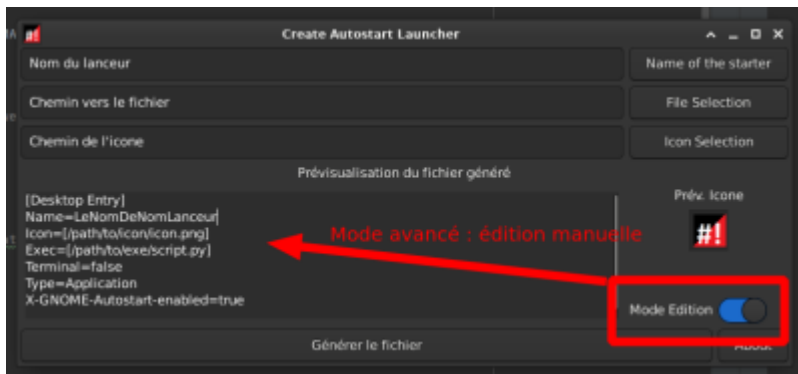 Create Autostart Launcher
Nom du lanceur
Name of the starter
Chemin vers le fichier
File Selection
Chemin de l'icone
Icon Selection
Prévisualisation du fichier généré
[Desktop Entry]
Name=LeNomDeNomLanceur
Icon=[/path/to/icon/icon.png]
Exec=[/path/to/exe/script.py]
Terminal=false
Type=Application
X-GNOME-Autostart-enabled=true
Mode avancé : édition manuelle
Prév. Icone
#!
Mode Edition
Générer le fichier
About